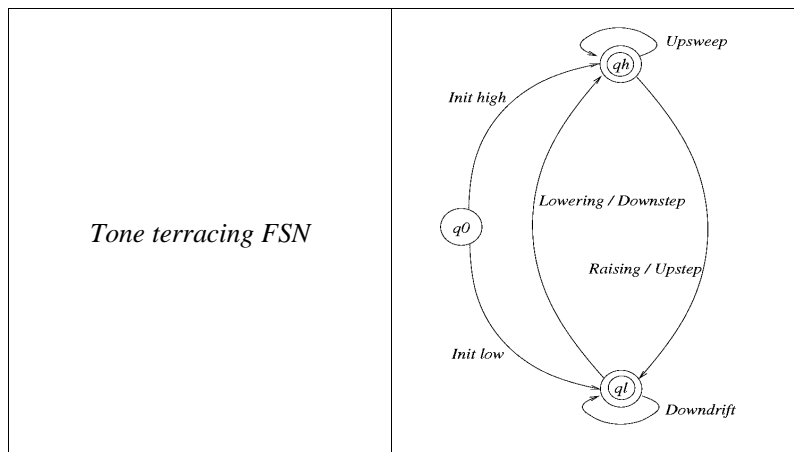 Tone terracing FSN
Upsweep
qh
Init high
Lowering / Downstep
q0
Raising / Upstep
Init low
ql
Downdrift